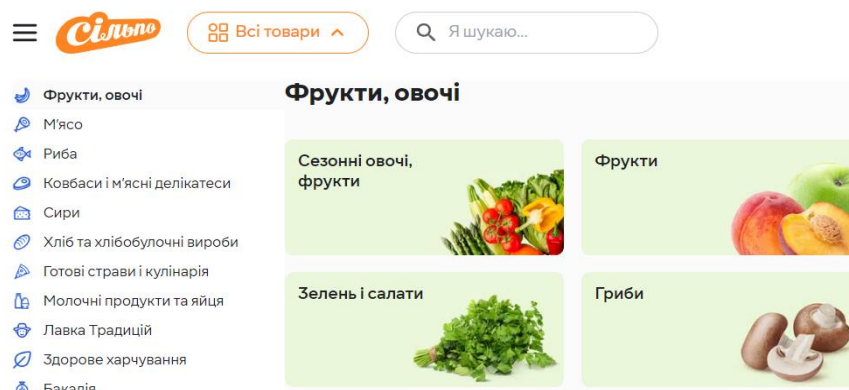 Сільпо
Всі товари
Я шукаю...
Фрукти, овочі
М'ясо
Риба
Ковбаси і м'ясні делікатеси
Сири
Хліб та хлібобулочні вироби
Готові страви і кулінарія
Молочні продукти та яйця
Лавка Традицій
Здорове харчування
Бакалія
Фрукти, овочі
Сезонні овочі,
фрукти
Фрукти
Зелень і салати
Гриби